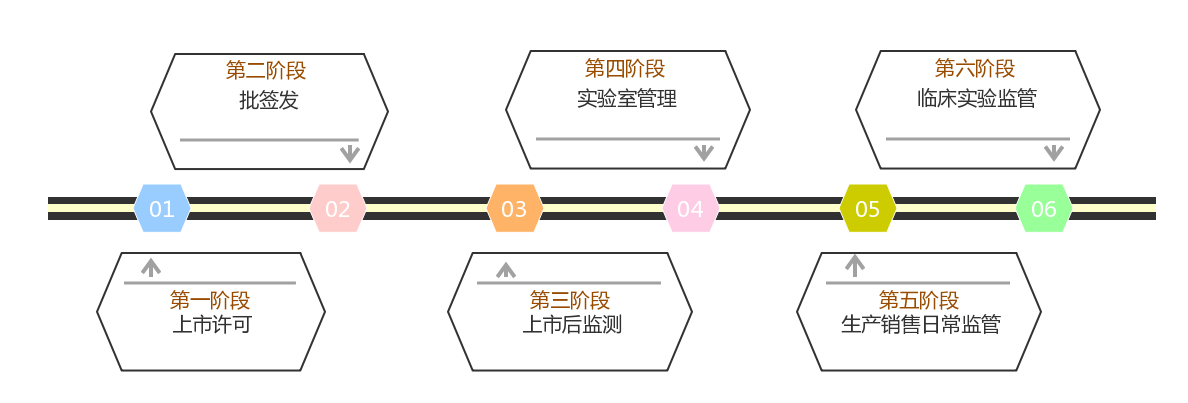 第二阶段
批签发
第四阶段
实验室管理
第六阶段
临床实验监管
01
02
03
04
05
06
第一阶段
上市许可
第三阶段
上市后监测
第五阶段
生产销售日常监管